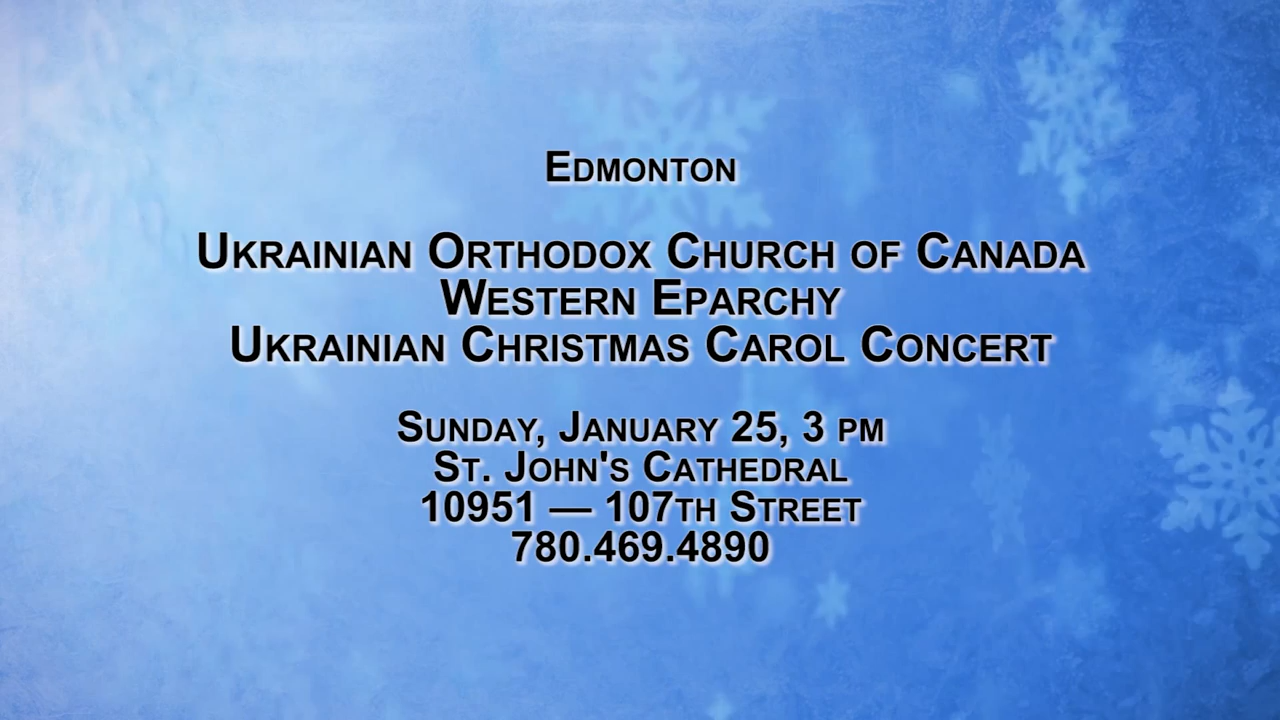 Edmonton
Ukrainian Orthodox Church of Canada
Western Eparchy
Ukrainian Christmas Carol Concert
Sunday, January 25, 3 pm
St. John's Cathedral
10951 — 107th Street
780.469.4890